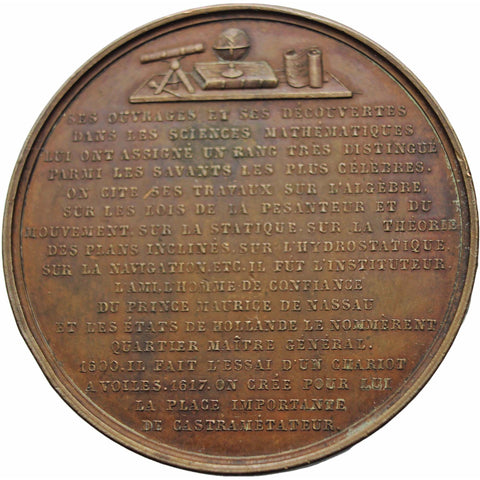 SES OUVRAGES ET SES DÉCOUVERTES
DANS LES SCIENCES MATHÉMATIQUES
LUI ONT ASSIGNÉ UN RANG TRÈS DISTINGUÉ
PARMI LES SAVANTS LES PLUS CÉLÈBRES.
ON CITE SES TRAVAUX SUR L'ALGÈBRE,
SUR LES LOIS DE LA PESANTEUR ET DU
MOUVEMENT, SUR LA STATIQUE, SUR LA THÉORIE
DES PLANS INCLINÉS, SUR L'HYDROSTATIQUE,
SUR LA NAVIGATION, ETC. IL FUT L'INSTITUTEUR,
L'AMI, L'HOMME DE CONFIANCE
DU PRINCE MAURICE DE NASSAU
ET LES ÉTATS DE HOLLANDE LE NOMMÈRENT
QUARTIER MAÎTRE GÉNÉRAL.
1600. IL FAIT L'ESSAI D'UN CHARIOT
A VOILES. 1617. ON CRÉE POUR LUI
LA PLACE IMPORTANTE
DE CASTRAMÉTATEUR.